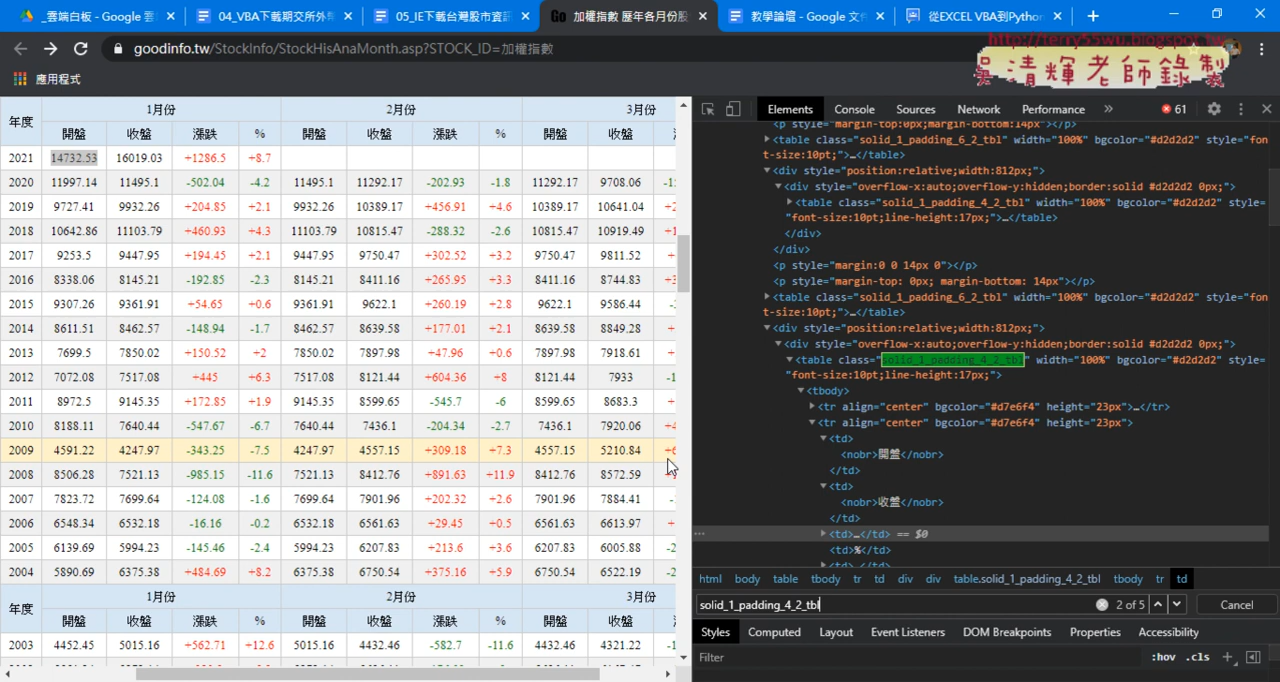 _雲端白板 - Google 雲
04_VBA下載期交所外幣
05_IE下載台灣股市資訊
加權指數 歷年各月份股
教學論壇 - Google 文件
從EXCEL VBA到Python
goodinfo.tw/StockInfo/StockHisAnaMonth.asp?STOCK_ID=加權指數
http://terry55wu.blogspot.tw
吳清輝老師錄製
應用程式
年度 1月份 2月份 3月份
開盤 收盤 漲跌 % 開盤 收盤 漲跌 % 開盤 收盤
2021 14732.53 16019.03 +1286.5 +8.7
2020 11997.14 11495.1 -502.04 -4.2 11495.1 11292.17 -202.93 -1.8 11292.17 9708.06 -1
2019 9727.41 9932.26 +204.85 +2.1 9932.26 10389.17 +456.91 +4.6 10389.17 10641.04 +2
2018 10642.86 11103.79 +460.93 +4.3 11103.79 10815.47 -288.32 -2.6 10815.47 10919.49 +1
2017 9253.5 9447.95 +194.45 +2.1 9447.95 9750.47 +302.52 +3.2 9750.47 9811.52 +
2016 8338.06 8145.21 -192.85 -2.3 8145.21 8411.16 +265.95 +3.3 8411.16 8744.83 +3
2015 9307.26 9361.91 +54.65 +0.6 9361.91 9622.1 +260.19 +2.8 9622.1 9586.44 -
2014 8611.51 8462.57 -148.94 -1.7 8462.57 8639.58 +177.01 +2.1 8639.58 8849.28 +
2013 7699.5 7850.02 +150.52 +2 7850.02 7897.98 +47.96 +0.6 7897.98 7918.61 +
2012 7072.08 7517.08 +445 +6.3 7517.08 8121.44 +604.36 +8 8121.44 7933 -1
2011 8972.5 9145.35 +172.85 +1.9 9145.35 8599.65 -545.7 -6 8599.65 8683.3 +
2010 8188.11 7640.44 -547.67 -6.7 7640.44 7436.1 -204.34 -2.7 7436.1 7920.06 +4
2009 4591.22 4247.97 -343.25 -7.5 4247.97 4557.15 +309.18 +7.3 4557.15 5210.84 +6
2008 8506.28 7521.13 -985.15 -11.6 7521.13 8412.76 +891.63 +11.9 8412.76 8572.59
2007 7823.72 7699.64 -124.08 -1.6 7699.64 7901.96 +202.32 +2.6 7901.96 7884.41 -
2006 6548.34 6532.18 -16.16 -0.2 6532.18 6561.63 +29.45 +0.5 6561.63 6613.97 +
2005 6139.69 5994.23 -145.46 -2.4 5994.23 6207.83 +213.6 +3.6 6207.83 6005.88 -2
2004 5890.69 6375.38 +484.69 +8.2 6375.38 6750.54 +375.16 +5.9 6750.54 6522.19 -2
年度 1月份 2月份 3月份
開盤 收盤 漲跌 % 開盤 收盤 漲跌 % 開盤 收盤
2003 4452.45 5015.16 +562.71 +12.6 5015.16 4432.46 -582.7 -11.6 4432.46 4321.22 -1
Elements Console Sources Network Performance » 61
<p style="margin-top:0px;margin-bottom:14px"></p>
<table class="solid_1_padding_6_2_tbl" width="100%" bgcolor="#d2d2d2" style="fon
t-size:10pt;">…</table>
<div style="position:relative;width:812px;">
<div style="overflow-x:auto;overflow-y:hidden;border:solid #d2d2d2 0px;">
<table class="solid_1_padding_4_2_tbl" width="100%" bgcolor="#d2d2d2" style=
"font-size:10pt;line-height:17px;">…</table>
</div>
</div>
<p style="margin:0 0 14px 0"></p>
<p style="margin-top: 0px; margin-bottom: 14px"></p>
<table class="solid_1_padding_6_2_tbl" width="100%" bgcolor="#d2d2d2" style="fon
t-size:10pt;">…</table>
<div style="position:relative;width:812px;">
<div style="overflow-x:auto;overflow-y:hidden;border:solid #d2d2d2 0px;">
<table class="solid_1_padding_4_2_tbl" width="100%" bgcolor="#d2d2d2" style=
"font-size:10pt;line-height:17px;">
<tbody>
<tr align="center" bgcolor="#d7e6f4" height="23px">…</tr>
<tr align="center" bgcolor="#d7e6f4" height="23px">
<td>
<nobr>開盤</nobr>
</td>
<td>
<nobr>收盤</nobr>
</td>
<td>…</td> == $0
<td>%</td>
html body table tbody tr td div div table.solid_1_padding_4_2_tbl tbody tr td
solid_1_padding_4_2_tbl 2 of 5 Cancel
Styles Computed Layout Event Listeners DOM Breakpoints Properties Accessibility
Filter :hov .cls +